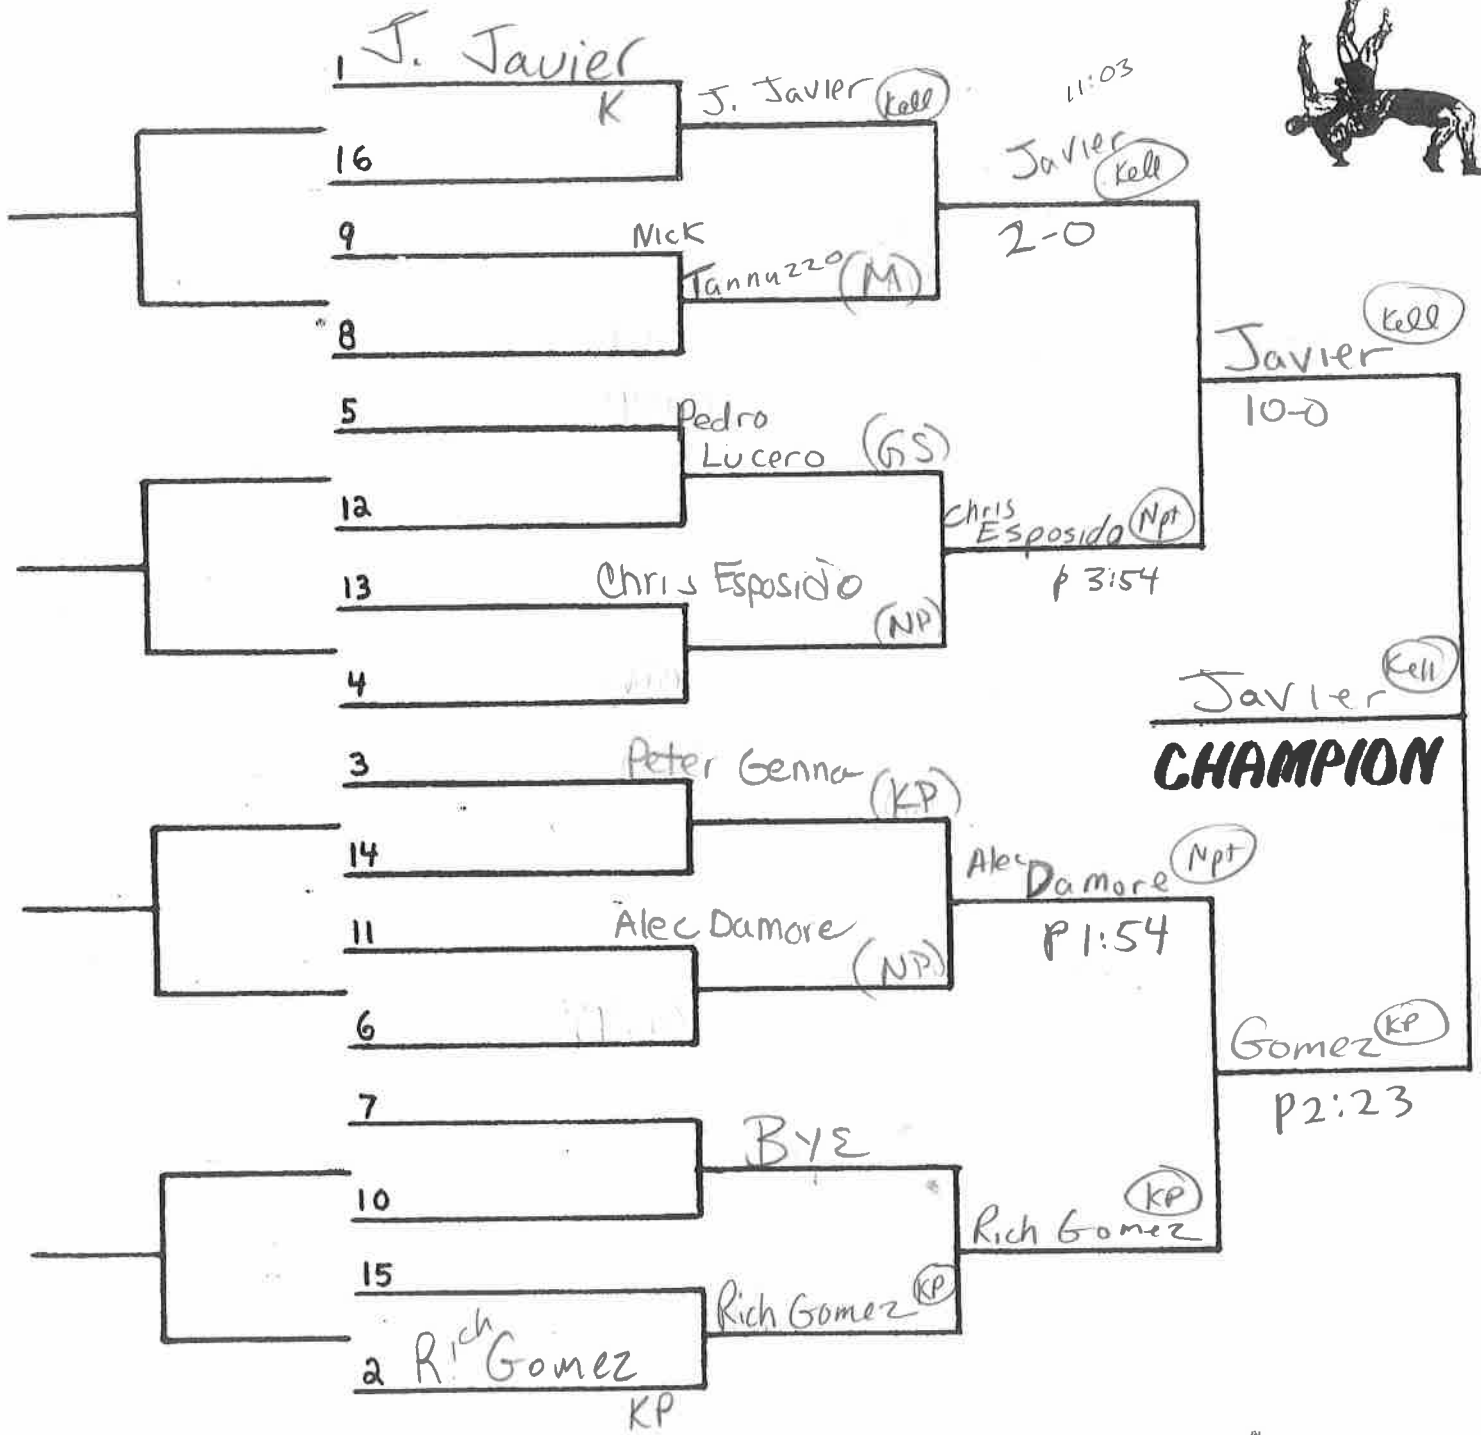 1 J. Javier
K
J. Javier Kell
11:03
16
Javier Kell
2-0
9
Nick
Iannuzzo (M)
8
Javier Kell
10-0
5
Pedro
Lucero (GS)
12
Chris
Esposido Npt
p 3:54
13
Chris Esposido
(NP)
4
Javier Kell
CHAMPION
3
Peter Genna
(KP)
14
Alec Damore Npt
P 1:54
11
Alec Damore
(NP)
6
Gomez KP
P2:23
7
BYE
10
Rich Gomez KP
15
Rich Gomez KP
2 Rich Gomez
KP